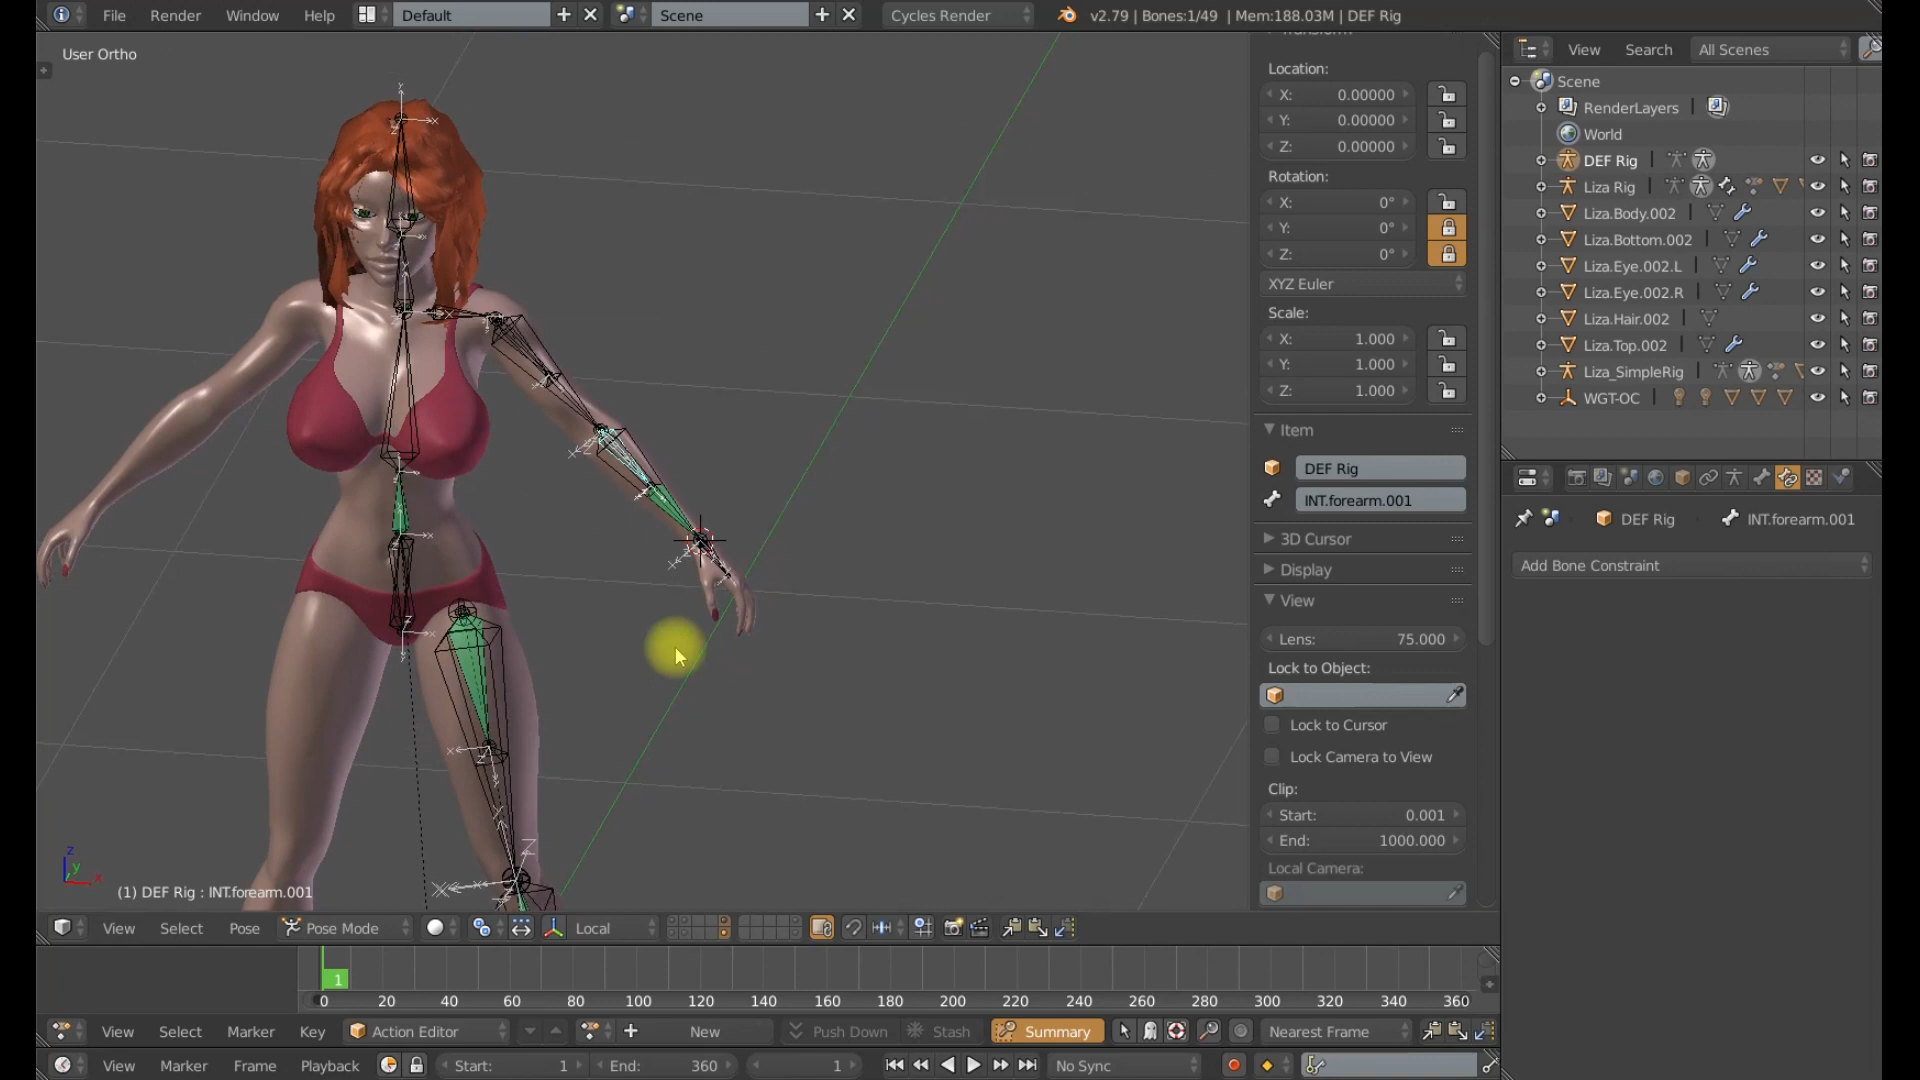 File Render Window Help Default Scene Cycles Render v2.79 | Bones:1/49 | Mem:188.03M | DEF Rig
User Ortho
Transform
Location:
X: 0.00000
Y: 0.00000
Z: 0.00000
Rotation:
X: 0°
Y: 0°
Z: 0°
XYZ Euler
Scale:
X: 1.000
Y: 1.000
Z: 1.000
Item
DEF Rig
INT.forearm.001
3D Cursor
Display
View
Lens: 75.000
Lock to Object:
Lock to Cursor
Lock Camera to View
Clip:
Start: 0.001
End: 1000.000
Local Camera:
View Search All Scenes
Scene
RenderLayers
World
DEF Rig
Liza Rig
Liza.Body.002
Liza.Bottom.002
Liza.Eye.002.L
Liza.Eye.002.R
Liza.Hair.002
Liza.Top.002
Liza_SimpleRig
WGT-OC
DEF Rig INT.forearm.001
Add Bone Constraint
z
y
x
(1) DEF Rig : INT.forearm.001
View Select Pose Pose Mode Local
1
0 20 40 60 80 100 120 140 160 180 200 220 240 260 280 300 320 340 360
View Select Marker Key Action Editor New Push Down Stash Summary Nearest Frame
View Marker Frame Playback Start: 1 End: 360 1 No Sync